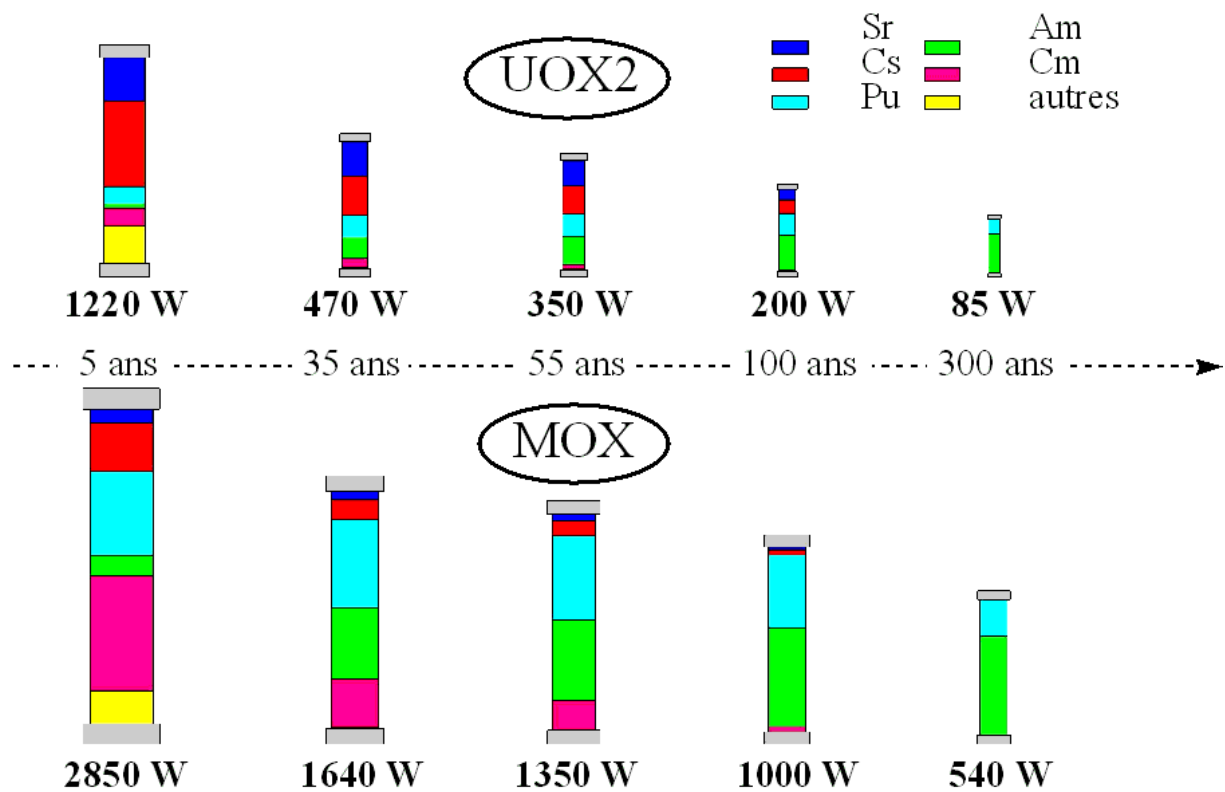 Sr Am
UOX2
Cs Cm
Pu autres
1220 W 470 W 350 W 200 W 85 W
5 ans 35 ans 55 ans 100 ans 300 ans
MOX
2850 W 1640 W 1350 W 1000 W 540 W